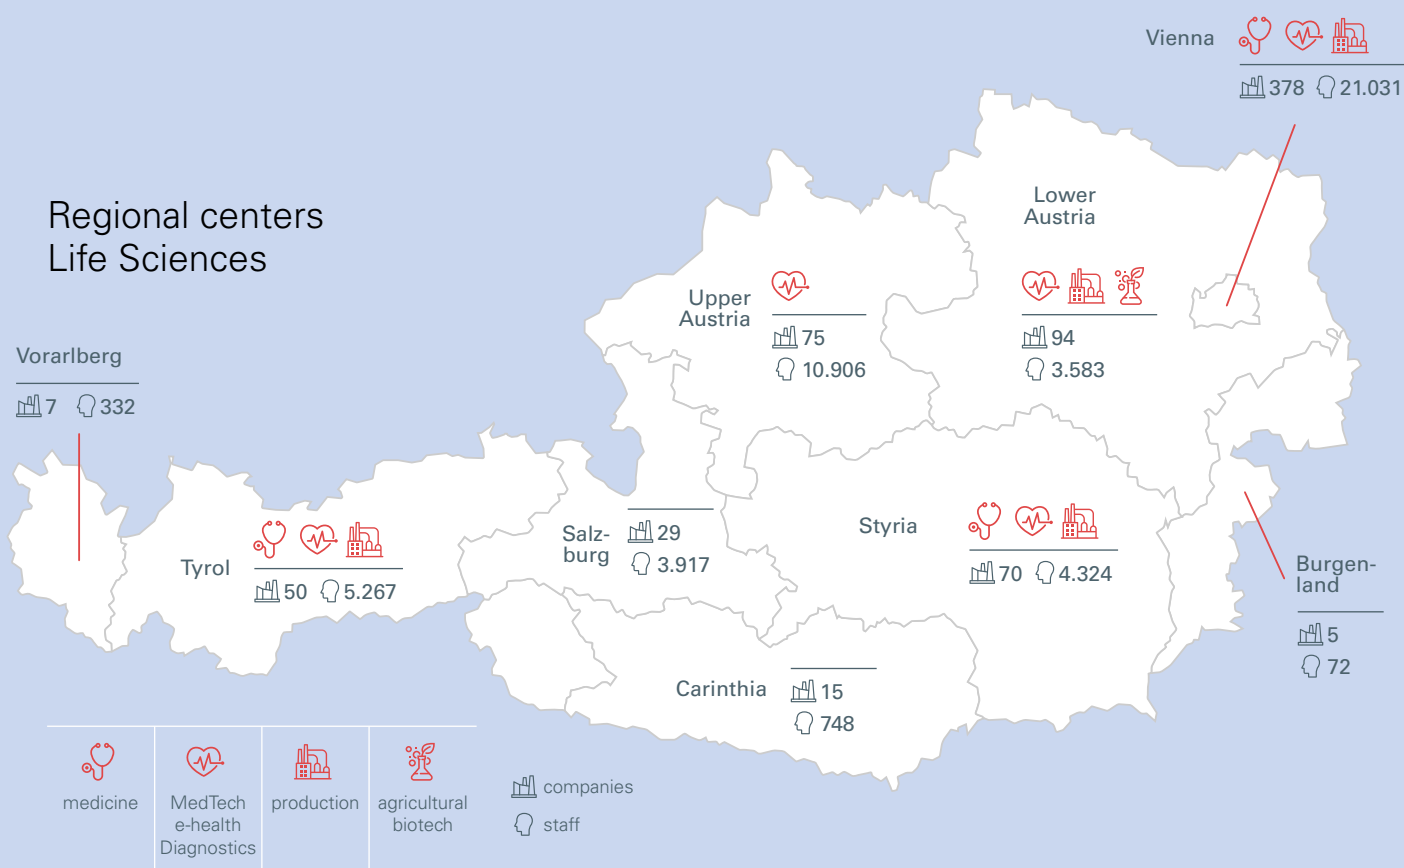 Regional centers
Life Sciences
Vienna
378 21.031
Lower
Austria
94
3.583
Upper
Austria
75
10.906
Vorarlberg
7 332
Tyrol
50 5.267
Salz-
burg
29
3.917
Styria
70 4.324
Burgen-
land
5
72
Carinthia
15
748
medicine
MedTech
e-health
Diagnostics
production
agricultural
biotech
companies
staff